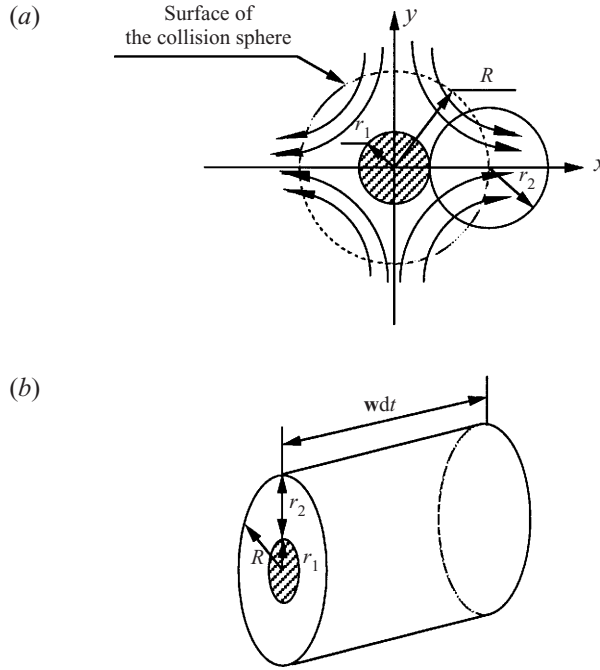 (a)
Surface of
the collision sphere
y
R
r1
x
r2
(b)
wdt
r2
R
r1